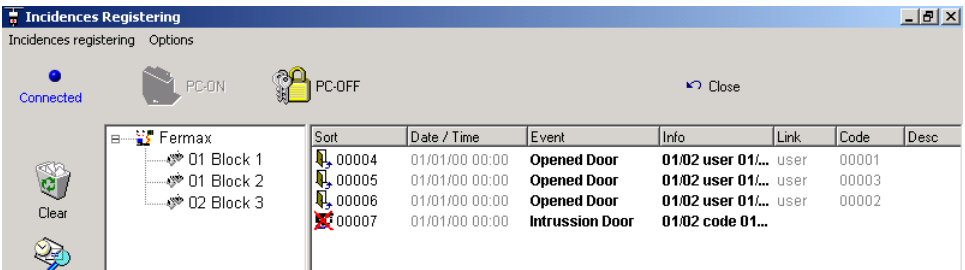 Incidences Registering
Incidences registering Options
Connected
PC-ON
PC-OFF
Close
Clear
Fermax
01 Block 1
01 Block 2
02 Block 3
Sort Date / Time Event Info Link Code Desc
00004 01/01/00 00:00 Opened Door 01/02 user 01/... user 00001
00005 01/01/00 00:00 Opened Door 01/02 user 01/... user 00003
00006 01/01/00 00:00 Opened Door 01/02 user 01/... user 00002
00007 01/01/00 00:00 Intrussion Door 01/02 code 01...